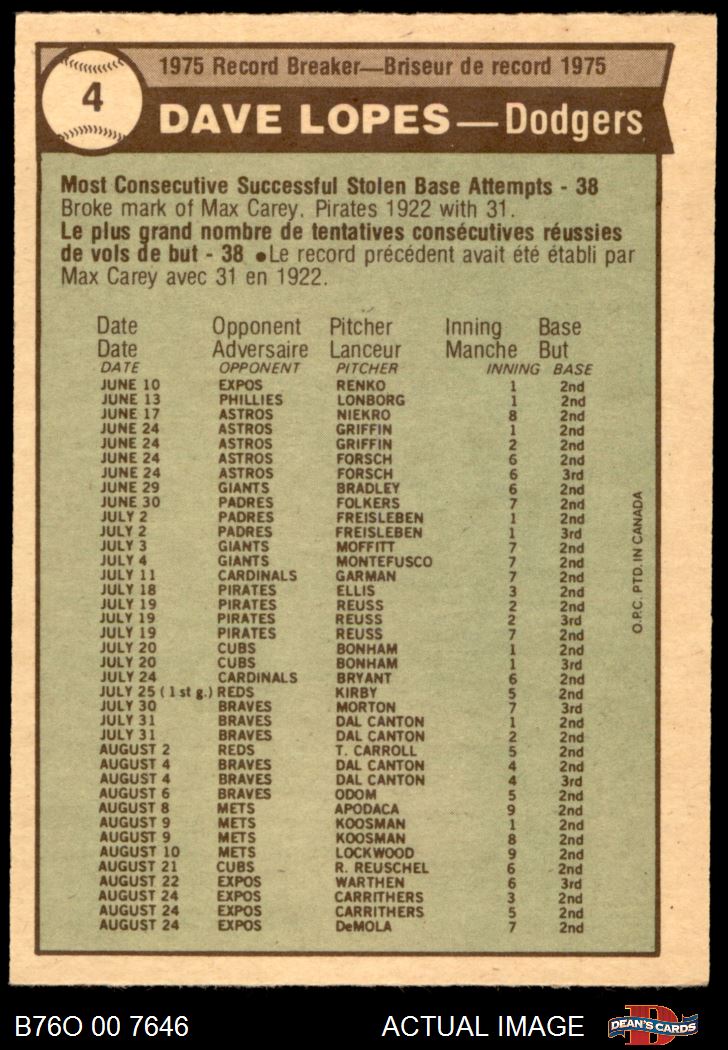 4
1975 Record Breaker—Briseur de record 1975
DAVE LOPES—Dodgers
Most Consecutive Successful Stolen Base Attempts - 38
Broke mark of Max Carey, Pirates 1922 with 31.
Le plus grand nombre de tentatives consécutives réussies
de vols de but - 38 ●Le record précédent avait été établi par
Max Carey avec 31 en 1922.
Date Opponent Pitcher Inning Base
Date Adversaire Lanceur Manche But
DATE OPPONENT PITCHER INNING BASE
JUNE 10 EXPOS RENKO 1 2nd
JUNE 13 PHILLIES LONBORG 1 2nd
JUNE 17 ASTROS NIEKRO 8 2nd
JUNE 24 ASTROS GRIFFIN 1 2nd
JUNE 24 ASTROS GRIFFIN 2 2nd
JUNE 24 ASTROS FORSCH 6 2nd
JUNE 24 ASTROS FORSCH 6 3rd
JUNE 29 GIANTS BRADLEY 6 2nd
JUNE 30 PADRES FOLKERS 7 2nd
JULY 2 PADRES FREISLEBEN 1 2nd
JULY 2 PADRES FREISLEBEN 1 3rd
JULY 3 GIANTS MOFFITT 7 2nd
JULY 4 GIANTS MONTEFUSCO 7 2nd
JULY 11 CARDINALS GARMAN 7 2nd
JULY 18 PIRATES ELLIS 3 2nd
JULY 19 PIRATES REUSS 2 2nd
JULY 19 PIRATES REUSS 2 3rd
JULY 19 PIRATES REUSS 7 2nd
JULY 20 CUBS BONHAM 1 2nd
JULY 20 CUBS BONHAM 1 3rd
JULY 24 CARDINALS BRYANT 6 2nd
JULY 25 (1 st g.) REDS KIRBY 5 2nd
JULY 30 BRAVES MORTON 7 3rd
JULY 31 BRAVES DAL CANTON 1 2nd
JULY 31 BRAVES DAL CANTON 2 2nd
AUGUST 2 REDS T. CARROLL 5 2nd
AUGUST 4 BRAVES DAL CANTON 4 2nd
AUGUST 4 BRAVES DAL CANTON 4 3rd
AUGUST 6 BRAVES ODOM 5 2nd
AUGUST 8 METS APODACA 9 2nd
AUGUST 9 METS KOOSMAN 1 2nd
AUGUST 9 METS KOOSMAN 8 2nd
AUGUST 10 METS LOCKWOOD 9 2nd
AUGUST 21 CUBS R. REUSCHEL 6 2nd
AUGUST 22 EXPOS WARTHEN 6 3rd
AUGUST 24 EXPOS CARRITHERS 3 2nd
AUGUST 24 EXPOS CARRITHERS 5 2nd
AUGUST 24 EXPOS DeMOLA 7 2nd
O.P.C. PTD. IN CANADA
B76O 00 7646 ACTUAL IMAGE D DEAN'S CARDS